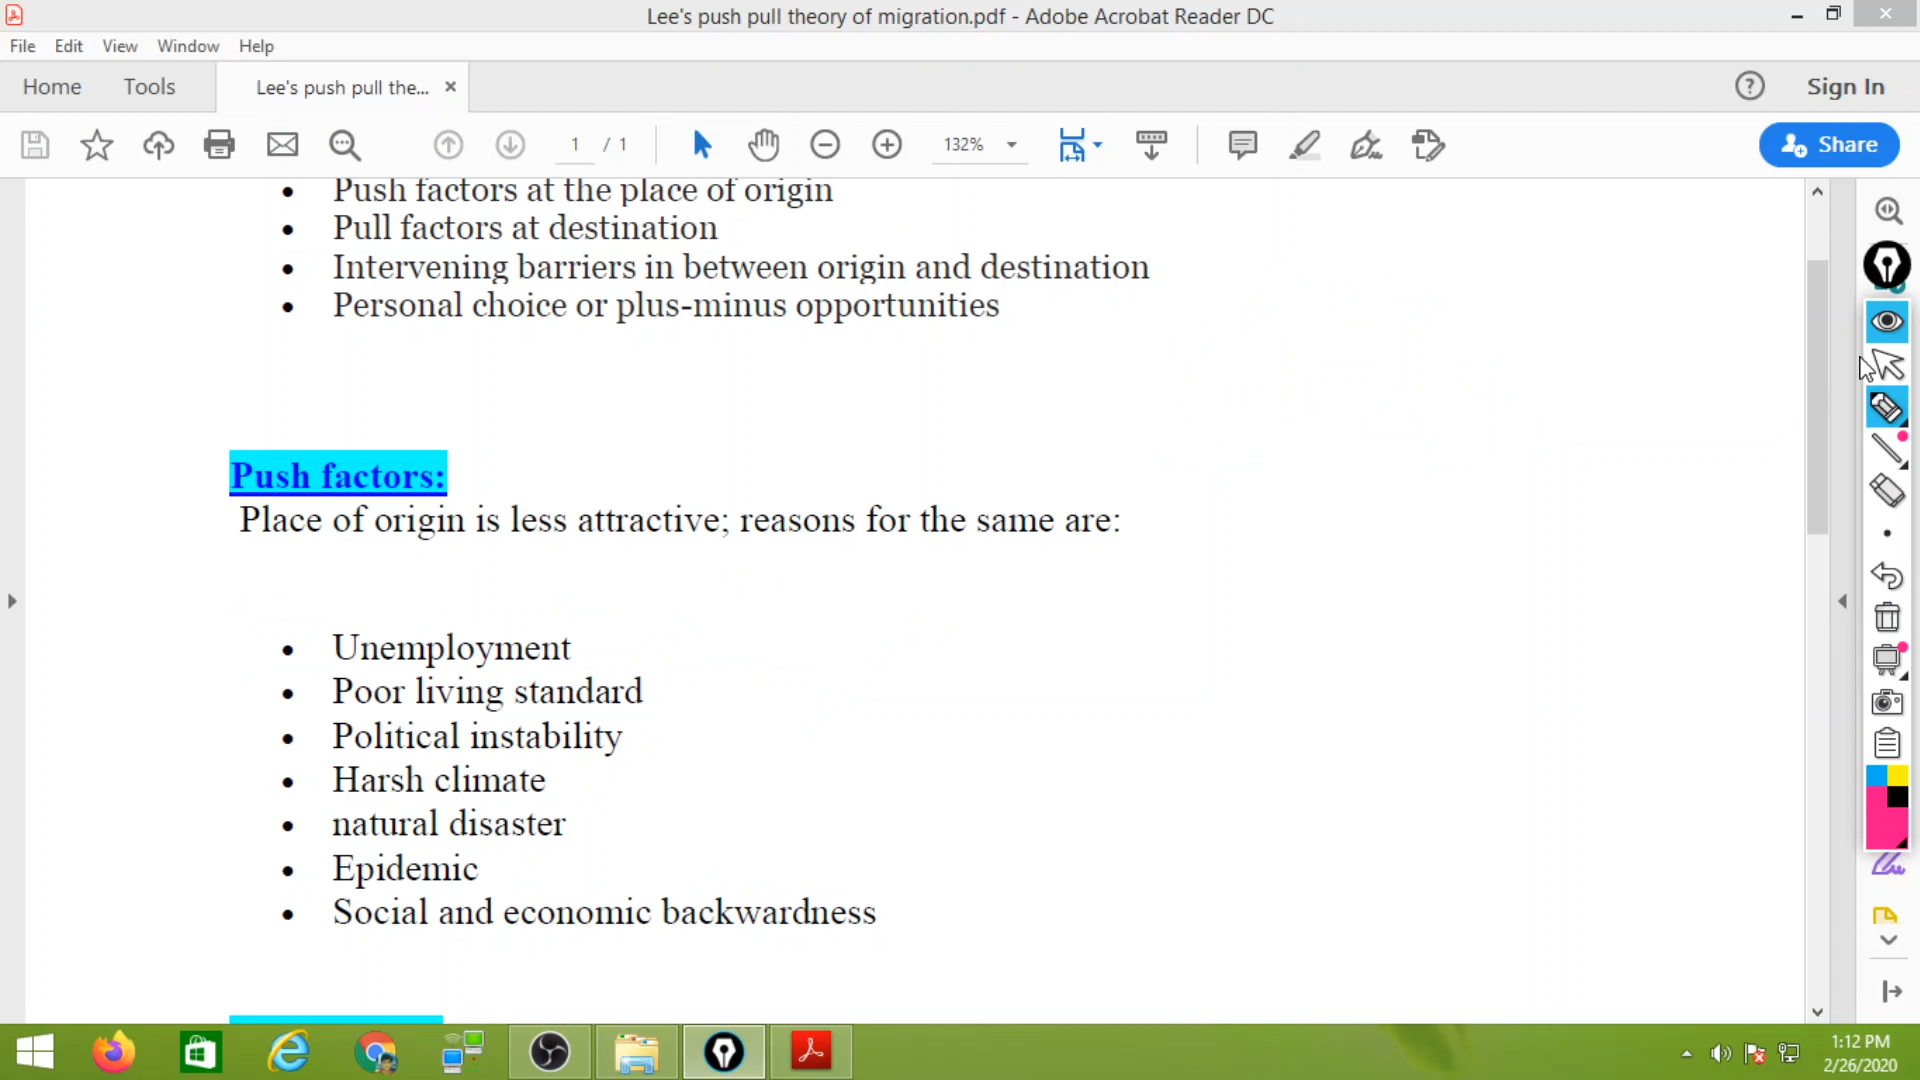 Lee's push pull theory of migration.pdf - Adobe Acrobat Reader DC
File Edit View Window Help
Home Tools Lee's push pull the... × Sign In
1 / 1 132% Share
• Push factors at the place of origin
• Pull factors at destination
• Intervening barriers in between origin and destination
• Personal choice or plus-minus opportunities
Push factors:
Place of origin is less attractive; reasons for the same are:
• Unemployment
• Poor living standard
• Political instability
• Harsh climate
• natural disaster
• Epidemic
• Social and economic backwardness
1:12 PM
2/26/2020